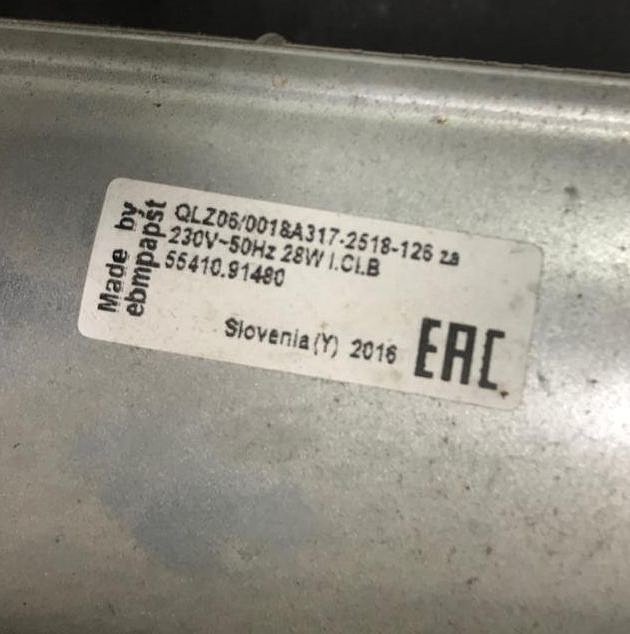 Made by
ebmpapst
QLZ06/0018A317-2518-126 za
230V~50Hz 28W I.Cl.B
55410.91480
Slovenia(Y) 2016
EAC